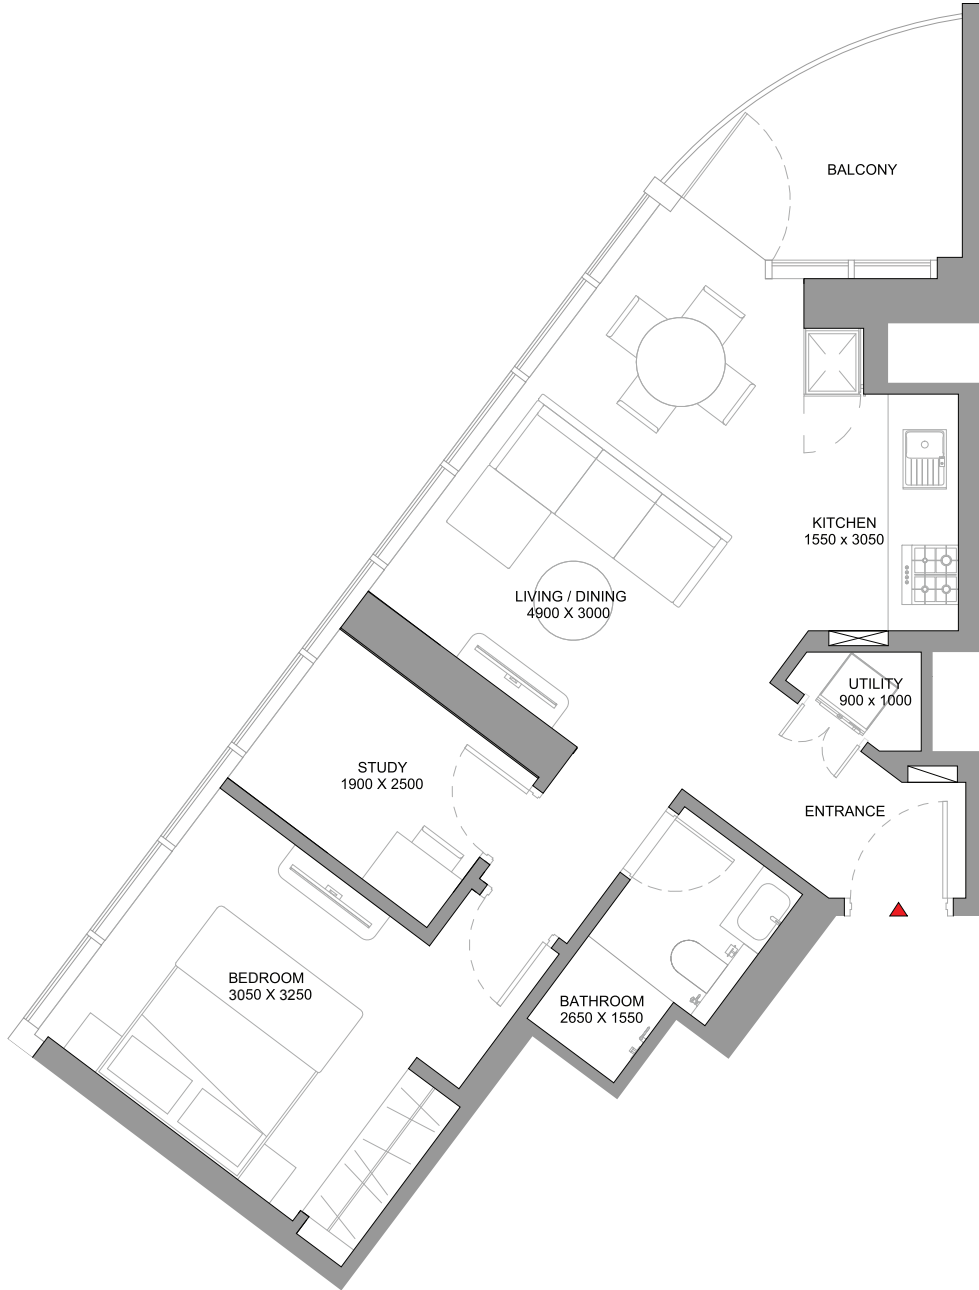 BALCONY
KITCHEN
1550 x 3050
LIVING / DINING
4900 X 3000
UTILITY
900 x 1000
STUDY
1900 X 2500
ENTRANCE
BEDROOM
3050 X 3250
BATHROOM
2650 X 1550